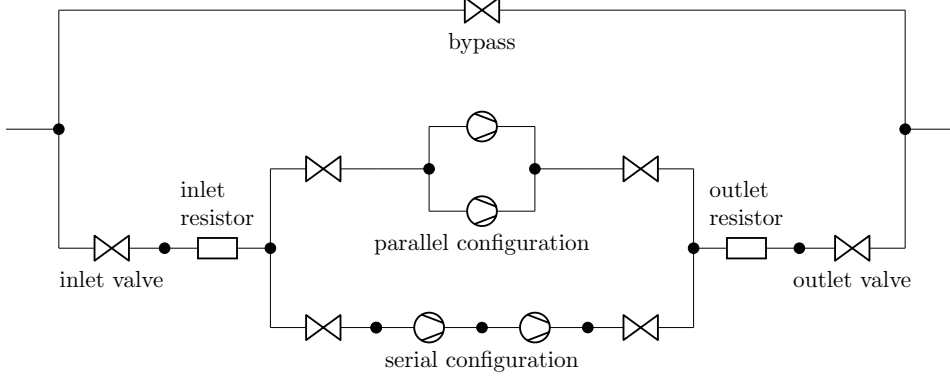 bypass
inlet
resistor
outlet
resistor
parallel configuration
inlet valve
outlet valve
serial configuration